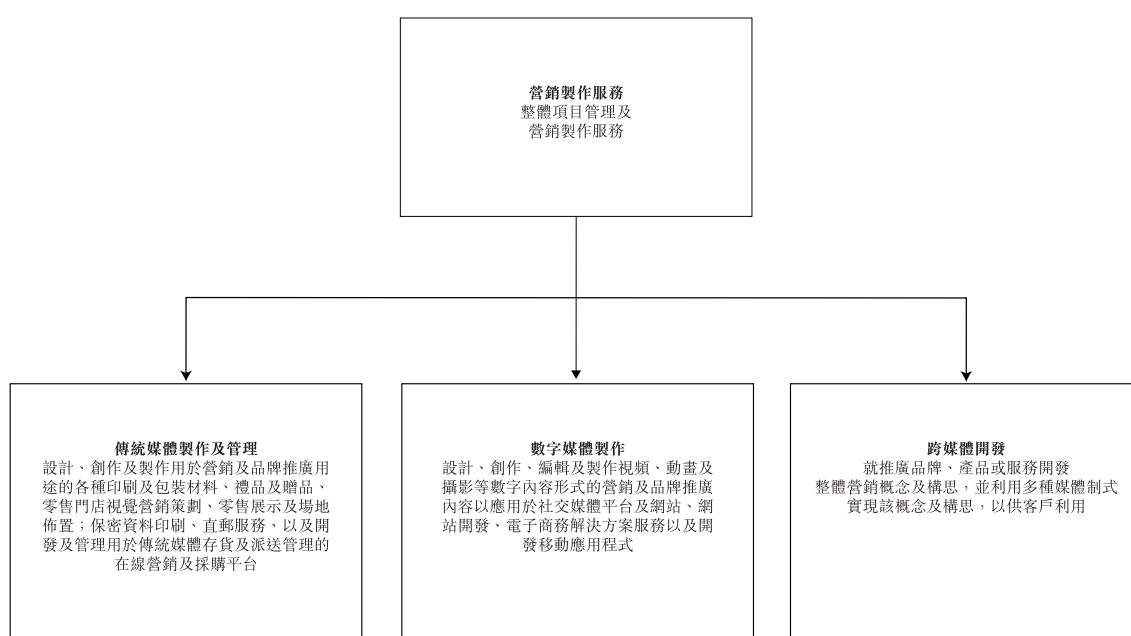 營銷製作服務
整體項目管理及
營銷製作服務
傳統媒體製作及管理
設計、創作及製作用於營銷及品牌推廣用
途的各種印刷及包裝材料、禮品及贈品、
零售門店視覺營銷策劃、零售展示及場地
佈置；保密資料印刷、直郵服務、以及開
發及管理用於傳統媒體存貨及派送管理的
在線營銷及採購平台
數字媒體製作
設計、創作、編輯及製作視頻、動畫及
攝影等數字內容形式的營銷及品牌推廣
內容以應用於社交媒體平台及網站、網
站開發、電子商務解決方案服務以及開
發移動應用程式
跨媒體開發
就推廣品牌、產品或服務開發
整體營銷概念及構思，並利用多種媒體制式
實現該概念及構思，以供客戶利用